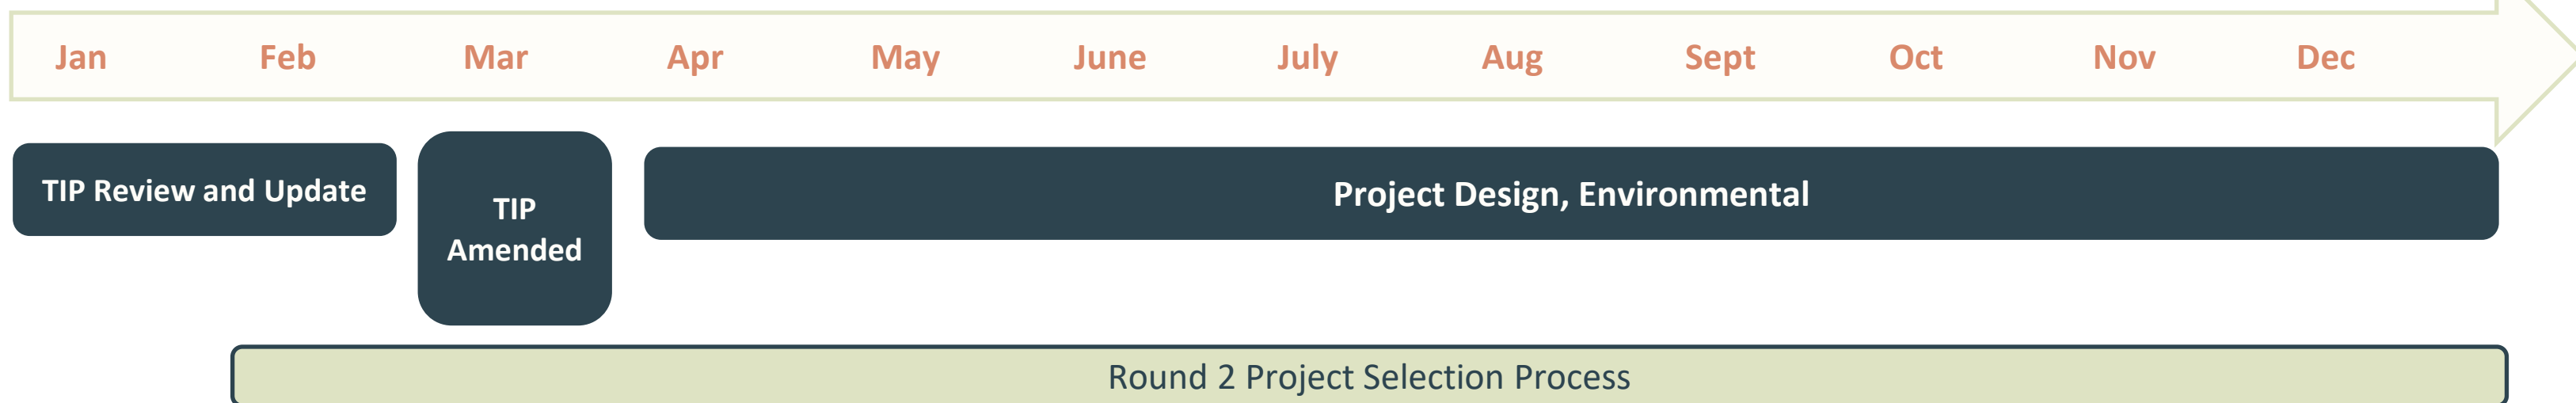 Jan Feb Mar Apr May June July Aug Sept Oct Nov Dec
TIP Review and Update
TIP
Amended
Project Design, Environmental
Round 2 Project Selection Process